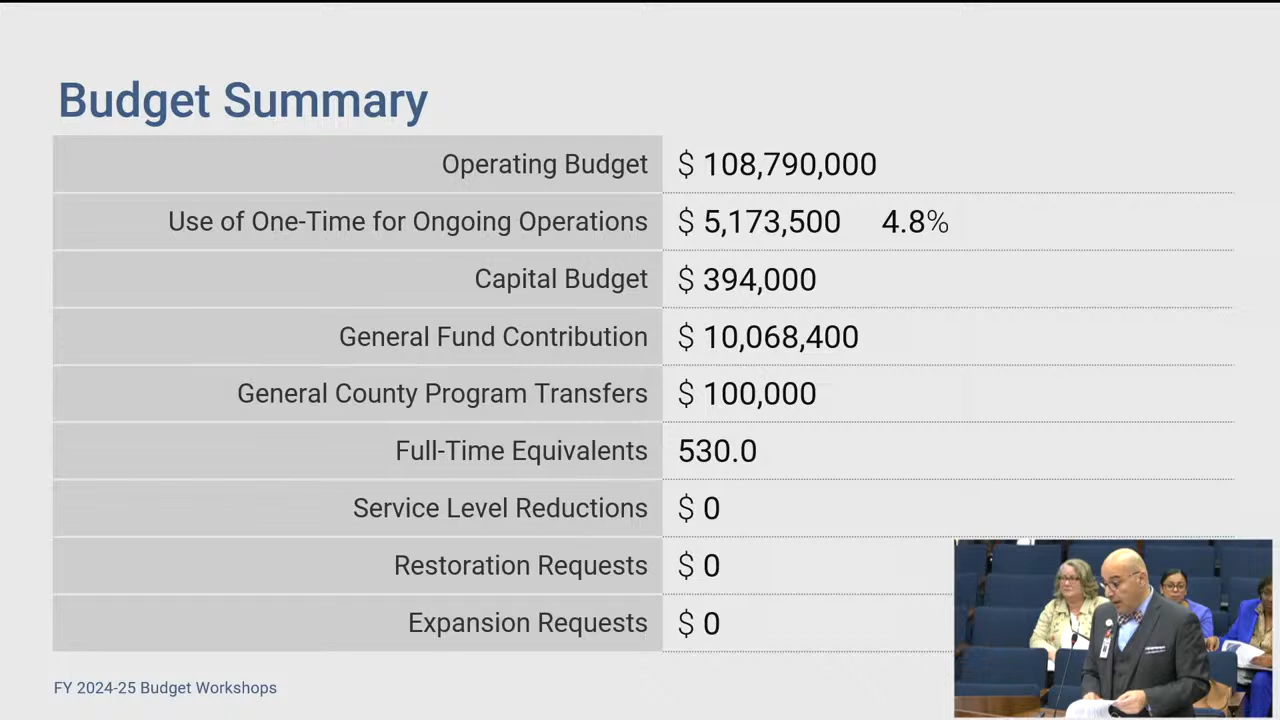 Budget Summary
Operating Budget $ 108,790,000
Use of One-Time for Ongoing Operations $ 5,173,500 4.8%
Capital Budget $ 394,000
General Fund Contribution $ 10,068,400
General County Program Transfers $ 100,000
Full-Time Equivalents 530.0
Service Level Reductions $ 0
Restoration Requests $ 0
Expansion Requests $ 0
FY 2024-25 Budget Workshops